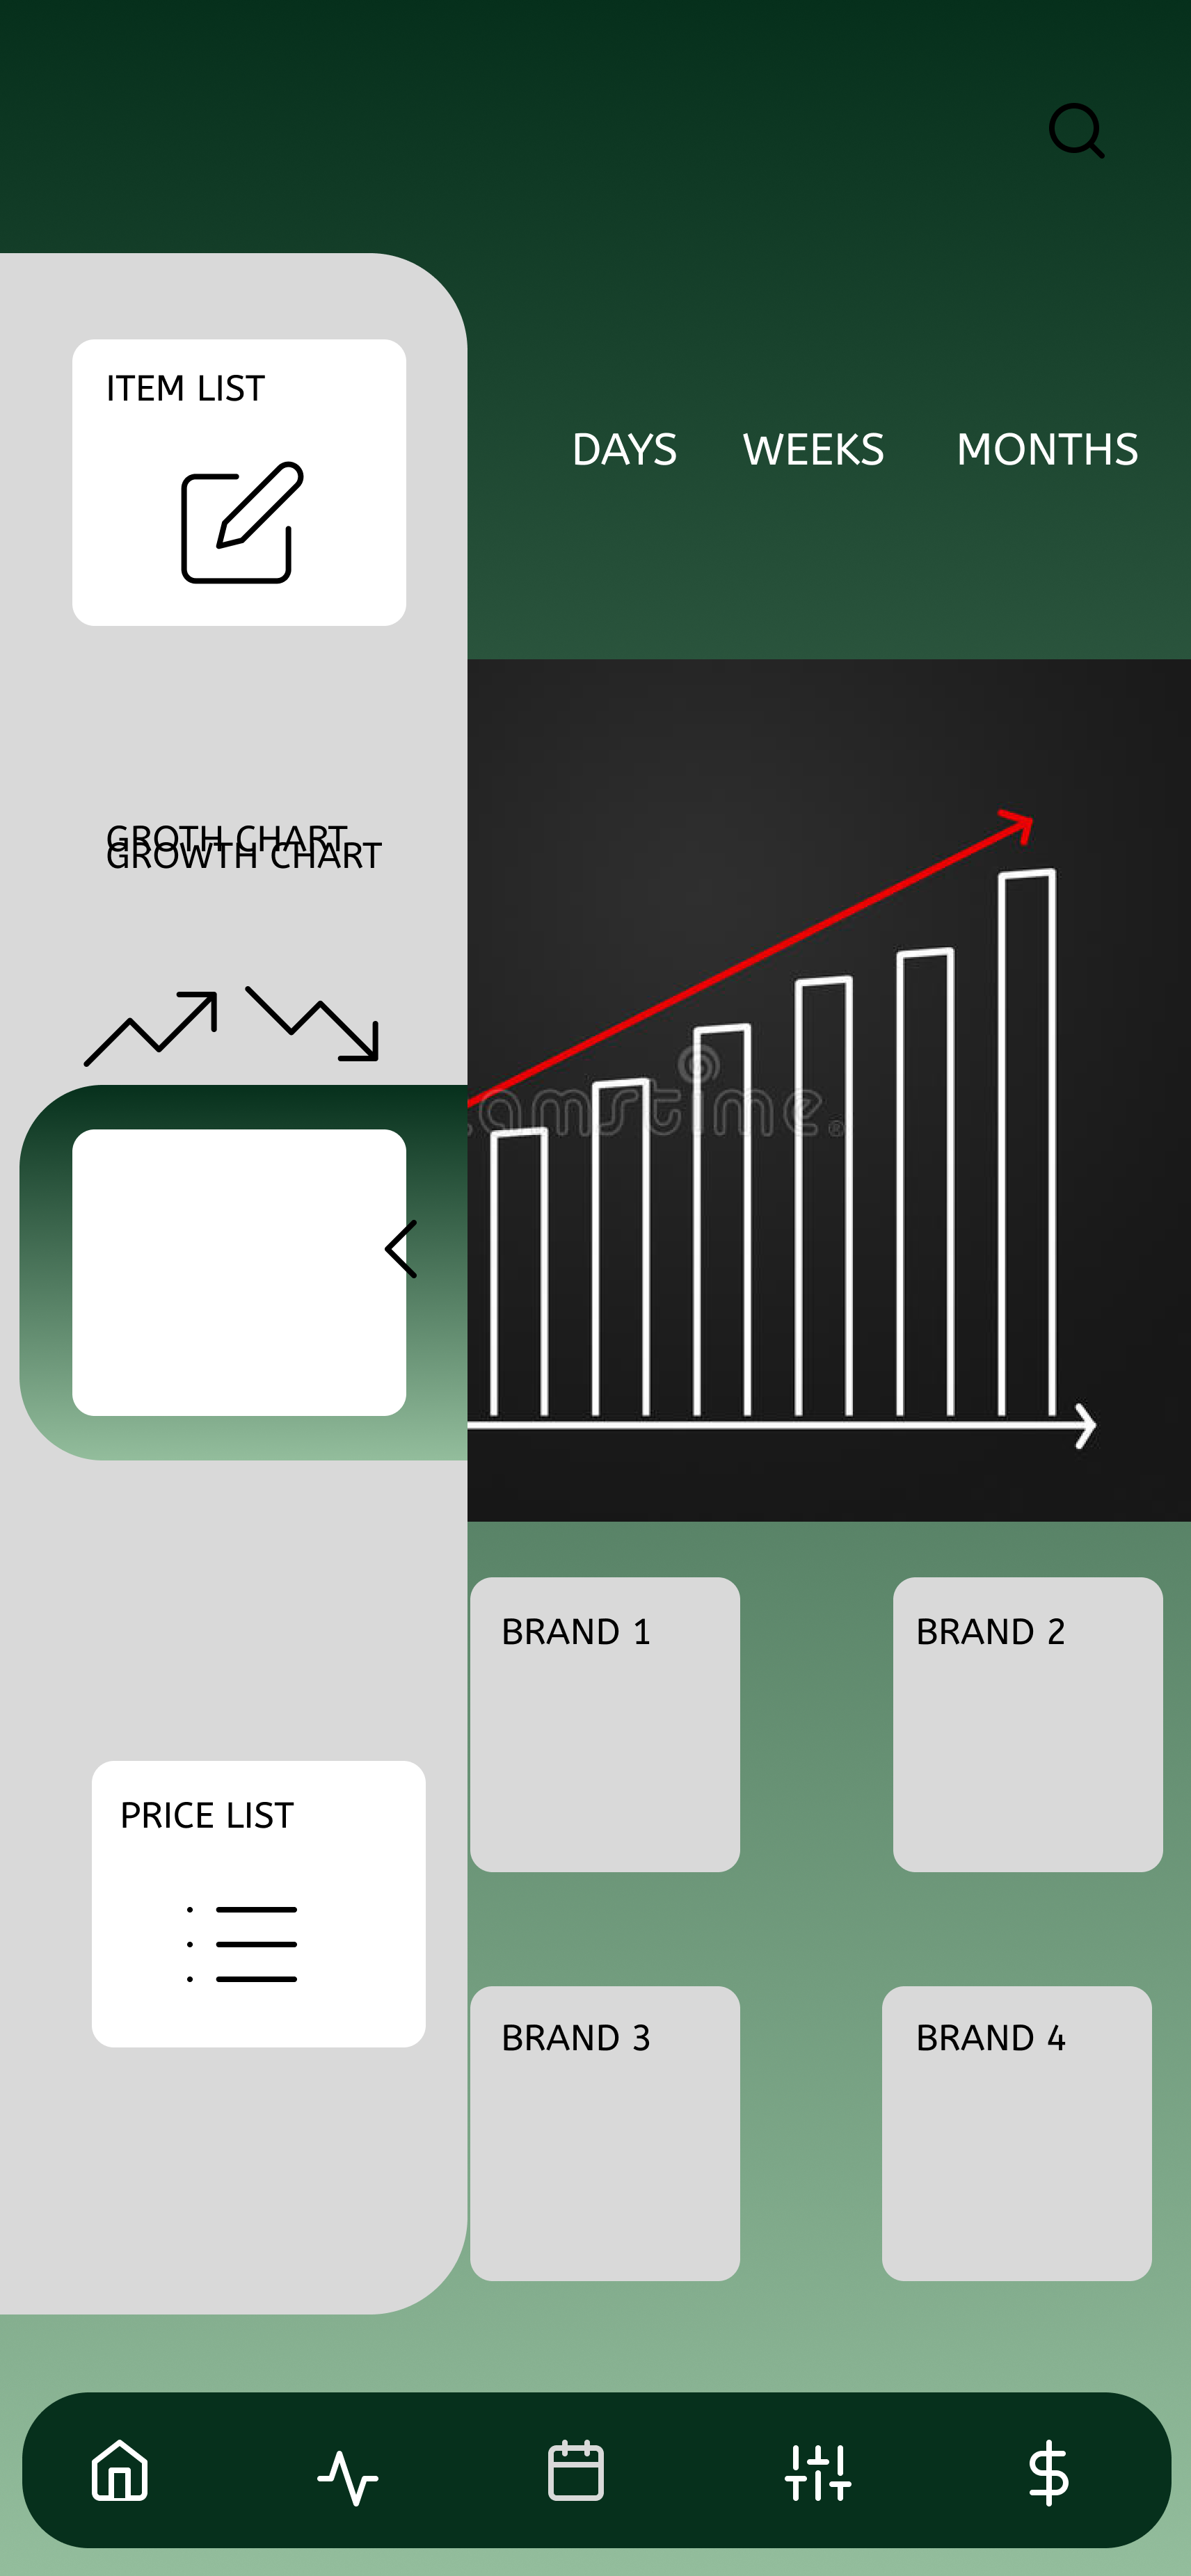 ITEM LIST
DAYS WEEKS MONTHS
GROTH CHART
GROWTH CHART
amstime®
BRAND 1
BRAND 2
PRICE LIST
BRAND 3
BRAND 4